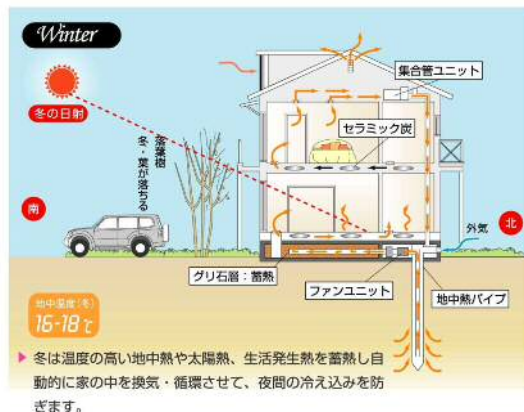 Winter
集合管ユニット
冬の日射
セラミック炭
落葉樹
冬・葉が落ちる
南
北
外気
グリ石層：蓄熱
ファンユニット
地中熱パイプ
地中温度(冬)
16-18℃
冬は温度の高い地中熱や太陽熱、生活発生熱を蓄熱し自
動的に家の中を換気・循環させて、夜間の冷え込みを防
ぎます。